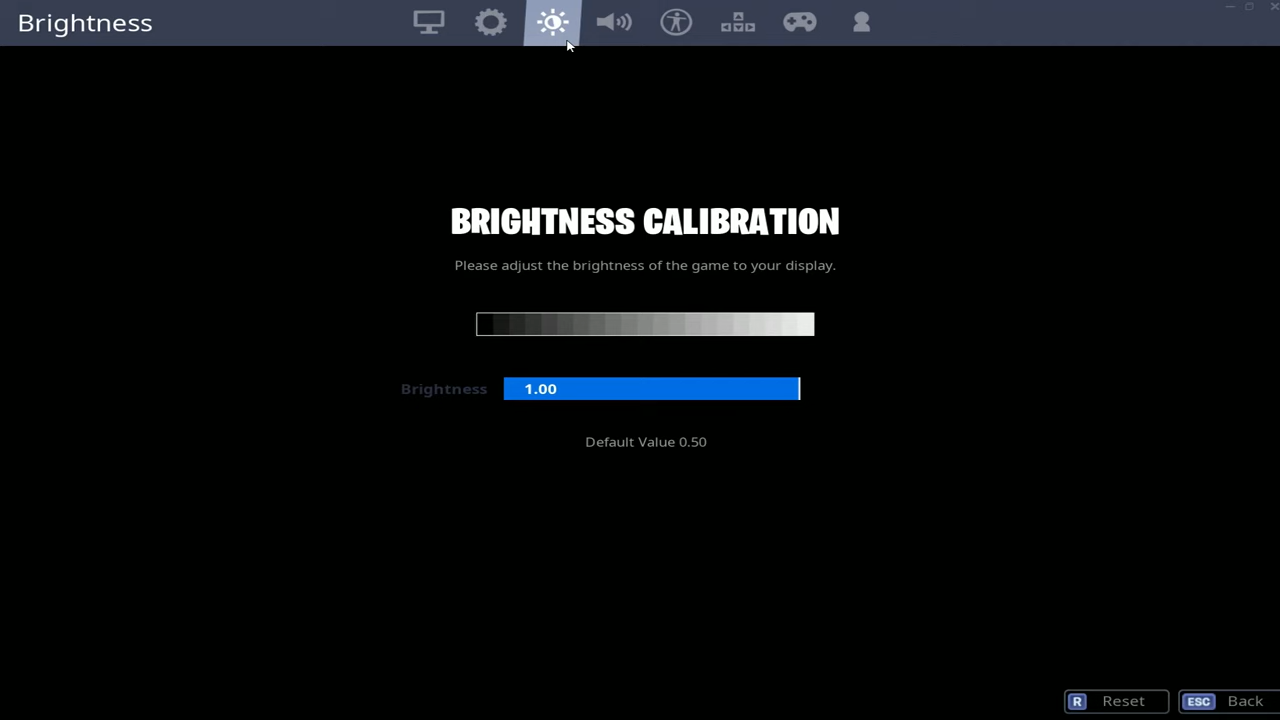 Brightness
BRIGHTNESS CALIBRATION
Please adjust the brightness of the game to your display.
Brightness 1.00
Default Value 0.50
R Reset ESC Back